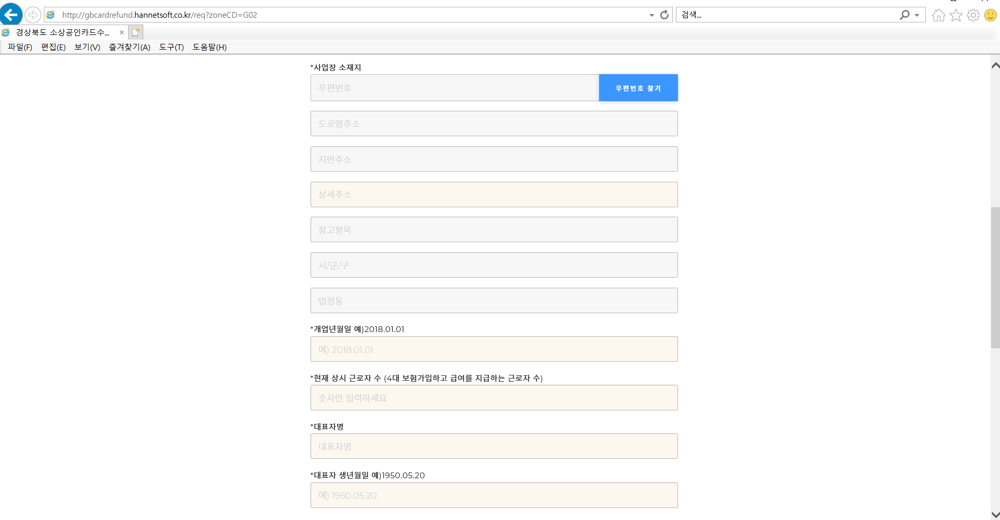 http://gbcardrefund.hannetsoft.co.kr/req?zoneCD=G02
검색...
경상북도 소상공인카드수...
파일(F) 편집(E) 보기(V) 즐겨찾기(A) 도구(T) 도움말(H)
*사업장 소재지
우편번호
우편번호 찾기
도로명주소
지번주소
상세주소
참고항목
시/군/구
법정동
*개업년월일 예)2018.01.01
예) 2018.01.01
*현재 상시 근로자 수 (4대 보험가입하고 급여를 지급하는 근로자 수)
숫자만 입력하세요
*대표자명
대표자명
*대표자 생년월일 예)1950.05.20
예) 1950.05.20